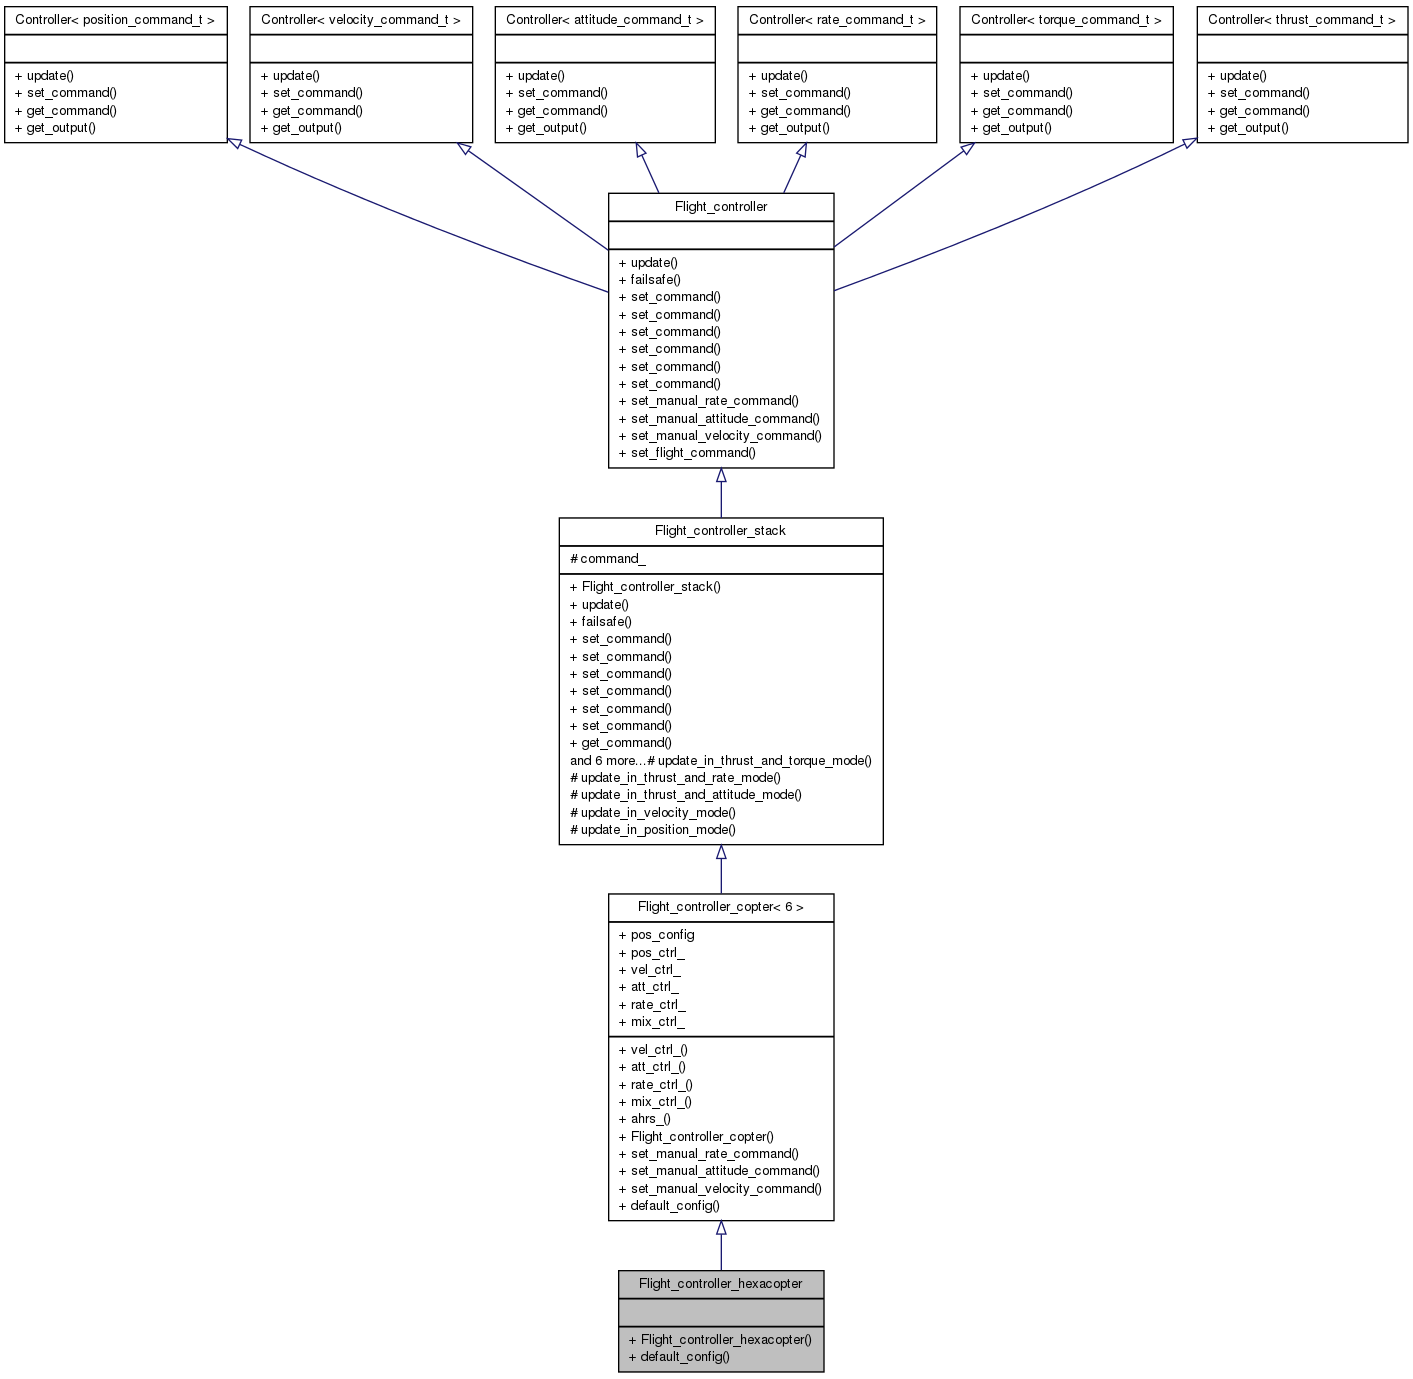 Controller< position_command_t >
+ update()
+ set_command()
+ get_command()
+ get_output()
Controller< velocity_command_t >
+ update()
+ set_command()
+ get_command()
+ get_output()
Controller< attitude_command_t >
+ update()
+ set_command()
+ get_command()
+ get_output()
Controller< rate_command_t >
+ update()
+ set_command()
+ get_command()
+ get_output()
Controller< torque_command_t >
+ update()
+ set_command()
+ get_command()
+ get_output()
Controller< thrust_command_t >
+ update()
+ set_command()
+ get_command()
+ get_output()
Flight_controller
+ update()
+ failsafe()
+ set_command()
+ set_command()
+ set_command()
+ set_command()
+ set_command()
+ set_command()
+ set_manual_rate_command()
+ set_manual_attitude_command()
+ set_manual_velocity_command()
+ set_flight_command()
Flight_controller_stack
# command_
+ Flight_controller_stack()
+ update()
+ failsafe()
+ set_command()
+ set_command()
+ set_command()
+ set_command()
+ set_command()
+ set_command()
+ get_command()
and 6 more...# update_in_thrust_and_torque_mode()
# update_in_thrust_and_rate_mode()
# update_in_thrust_and_attitude_mode()
# update_in_velocity_mode()
# update_in_position_mode()
Flight_controller_copter< 6 >
+ pos_config
+ pos_ctrl_
+ vel_ctrl_
+ att_ctrl_
+ rate_ctrl_
+ mix_ctrl_
+ vel_ctrl_()
+ att_ctrl_()
+ rate_ctrl_()
+ mix_ctrl_()
+ ahrs_()
+ Flight_controller_copter()
+ set_manual_rate_command()
+ set_manual_attitude_command()
+ set_manual_velocity_command()
+ default_config()
Flight_controller_hexacopter
+ Flight_controller_hexacopter()
+ default_config()